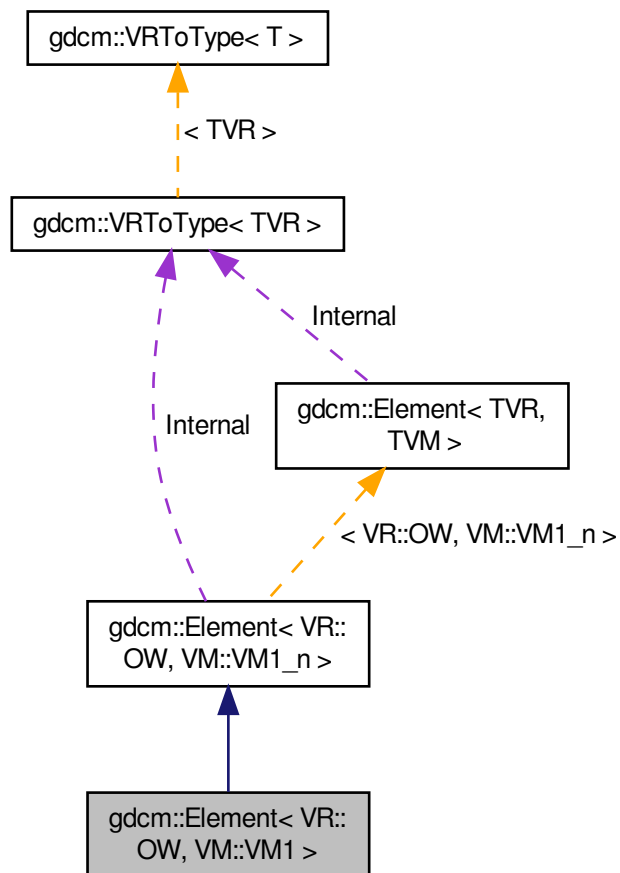 gdcm::VRToType< T >
< TVR >
gdcm::VRToType< TVR >
Internal
gdcm::Element< TVR,
TVM >
Internal
< VR::OW, VM::VM1_n >
gdcm::Element< VR::
OW, VM::VM1_n >
gdcm::Element< VR::
OW, VM::VM1 >